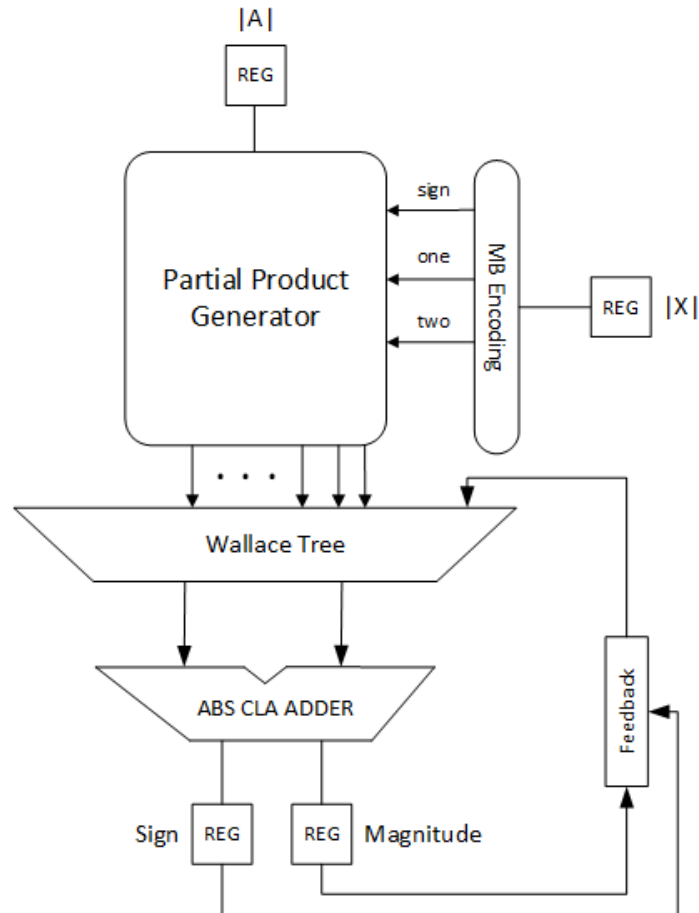 |A|
REG
Partial Product
Generator
sign
one
two
MB Encoding
REG
|X|
. . .
Wallace Tree
ABS CLA ADDER
Feedback
Sign
REG
REG
Magnitude